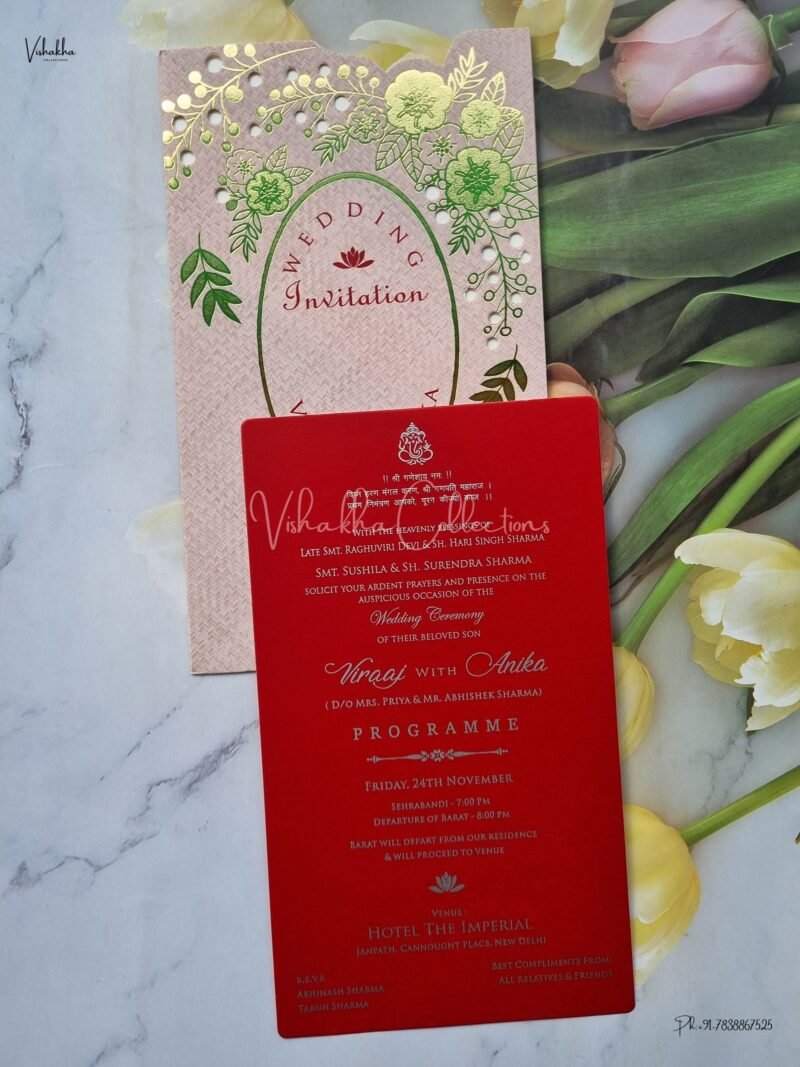 Vishakha
COLLECTIONS
WEDDING
Invitation
!! श्री गणेशाय नमः !!
विघ्न हरण मंगल करण, श्री गणपति महाराज ।
प्रथम निमंत्रण आपको, पूरन कीज्यो काज ।।
Vishakha Collections
WITH THE HEAVENLY BLESSINGS OF
LATE SMT. RAGHUVIRI DEVI & SH. HARI SINGH SHARMA
SMT. SUSHILA & SH. SURENDRA SHARMA
SOLICIT YOUR ARDENT PRAYERS AND PRESENCE ON THE
AUSPICIOUS OCCASION OF THE
Wedding Ceremony
OF THEIR BELOVED SON
Viraaj WITH Anika
( D/O MRS, PRIYA & MR. ABHISHEK SHARMA)
PROGRAMME
FRIDAY, 24TH NOVEMBER
SEHRABANDI - 7:00 PM
DEPARTURE OF BARAT - 8:00 PM
BARAT WILL DEPART FROM OUR RESIDENCE
& WILL PROCEED TO VENUE
VENUE :
HOTEL THE IMPERIAL
JANPATH, CANNOUGHT PLACE, NEW DELHI
R.S.V.P.
ABHINASH SHARMA
TARUN SHARMA
BEST COMPLIMENTS FROM:
ALL RELATIVES & FRIENDS
Ph.+91-7838867525